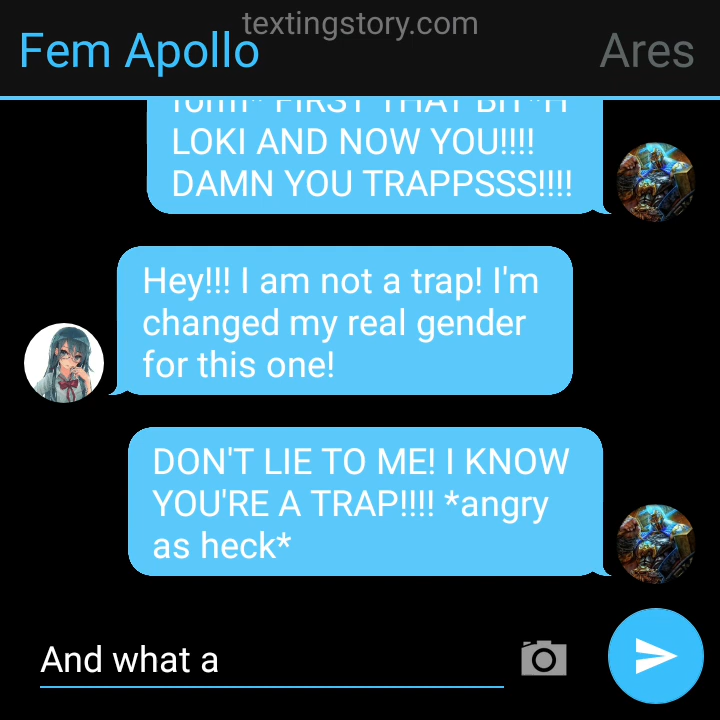 textingstory.com
Fem Apollo
Ares
LOKI AND NOW YOU!!!!
DAMN YOU TRAPPSSS!!!!
Hey!!! I am not a trap! I'm
changed my real gender
for this one!
DON'T LIE TO ME! I KNOW
YOU'RE A TRAP!!!! *angry
as heck*
And what a